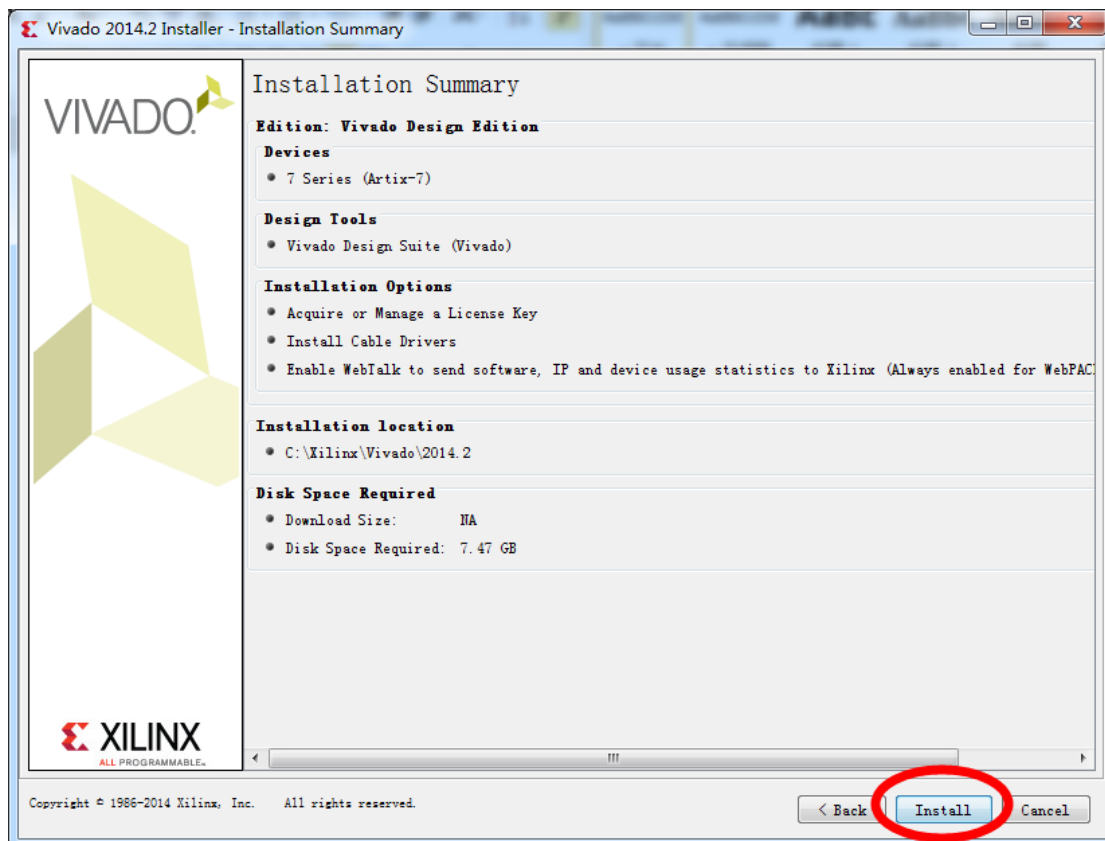 Vivado 2014.2 Installer - Installation Summary
VIVADO.
Installation Summary
Edition: Vivado Design Edition
Devices
7 Series (Artix-7)
Design Tools
Vivado Design Suite (Vivado)
Installation Options
Acquire or Manage a License Key
Install Cable Drivers
Enable WebTalk to send software, IP and device usage statistics to Xilinx (Always enabled for WebPAC
Installation location
C:\Xilinx\Vivado\2014.2
Disk Space Required
Download Size: NA
Disk Space Required: 7.47 GB
XILINX
ALL PROGRAMMABLE™
Copyright © 1986-2014 Xilinx, Inc. All rights reserved.
< Back Install Cancel